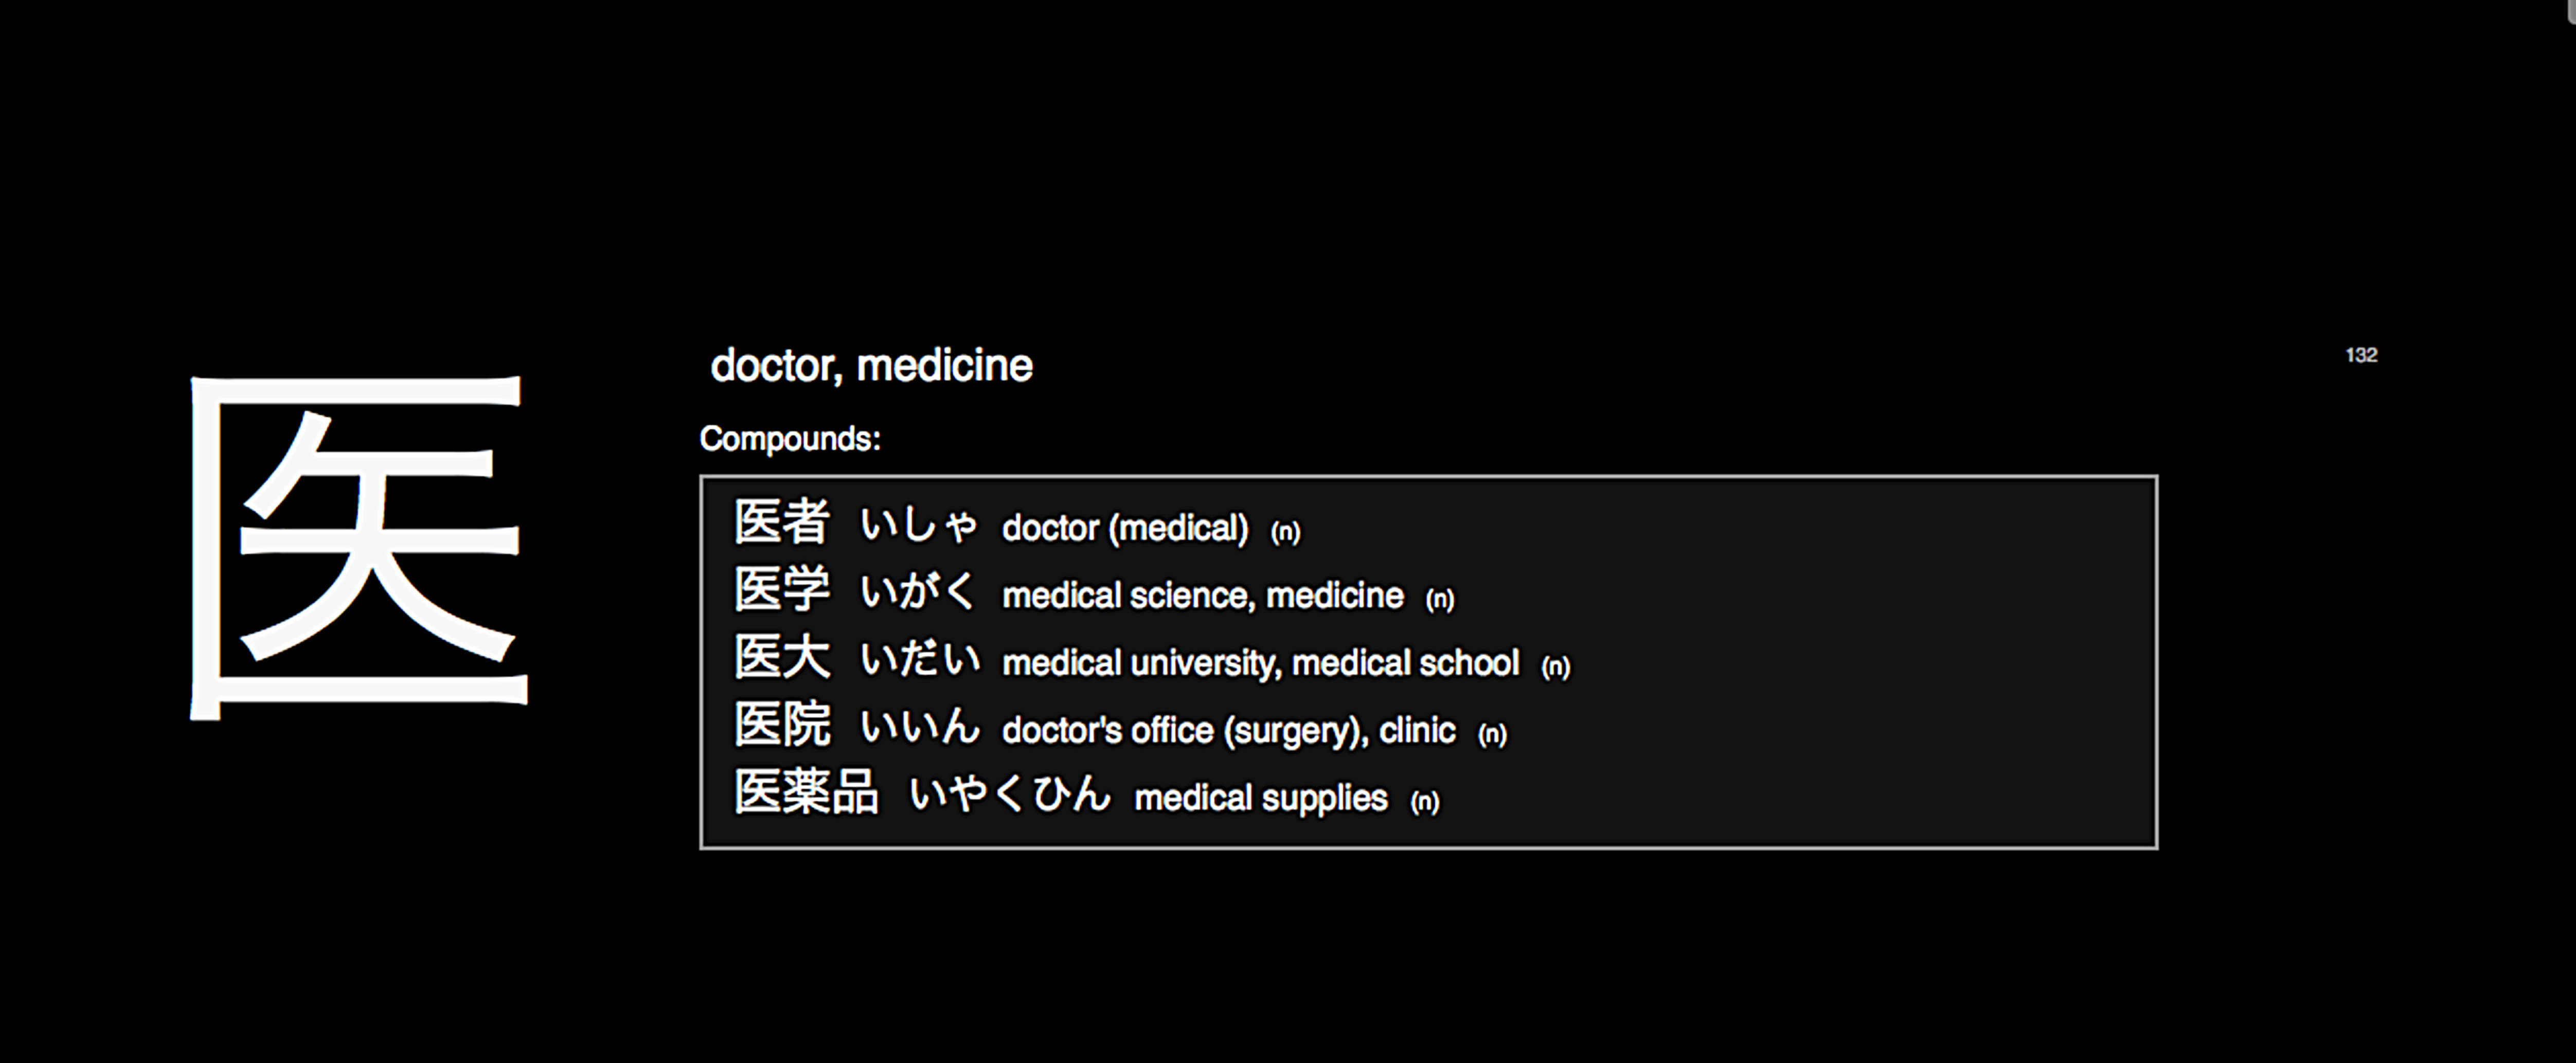 医
doctor, medicine
132
Compounds:
医者 いしゃ doctor (medical) (n)
医学 いがく medical science, medicine (n)
医大 いだい medical university, medical school (n)
医院 いいん doctor's office (surgery), clinic (n)
医薬品 いやくひん medical supplies (n)